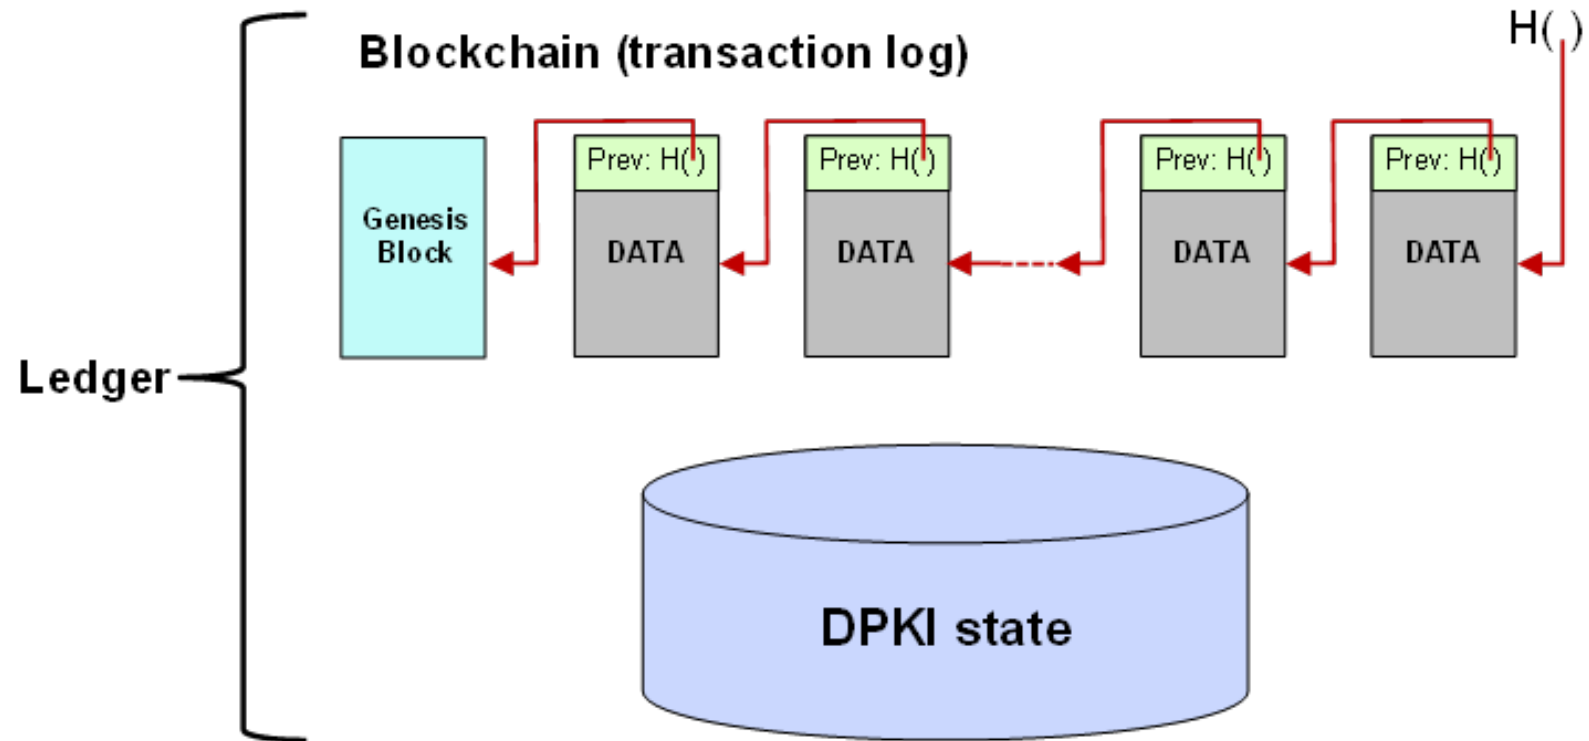 Blockchain (transaction log)
H( )
Prev: H( )
Prev: H( )
Prev: H( )
Prev: H( )
Genesis
Block
DATA
DATA
DATA
DATA
Ledger
DPKI state